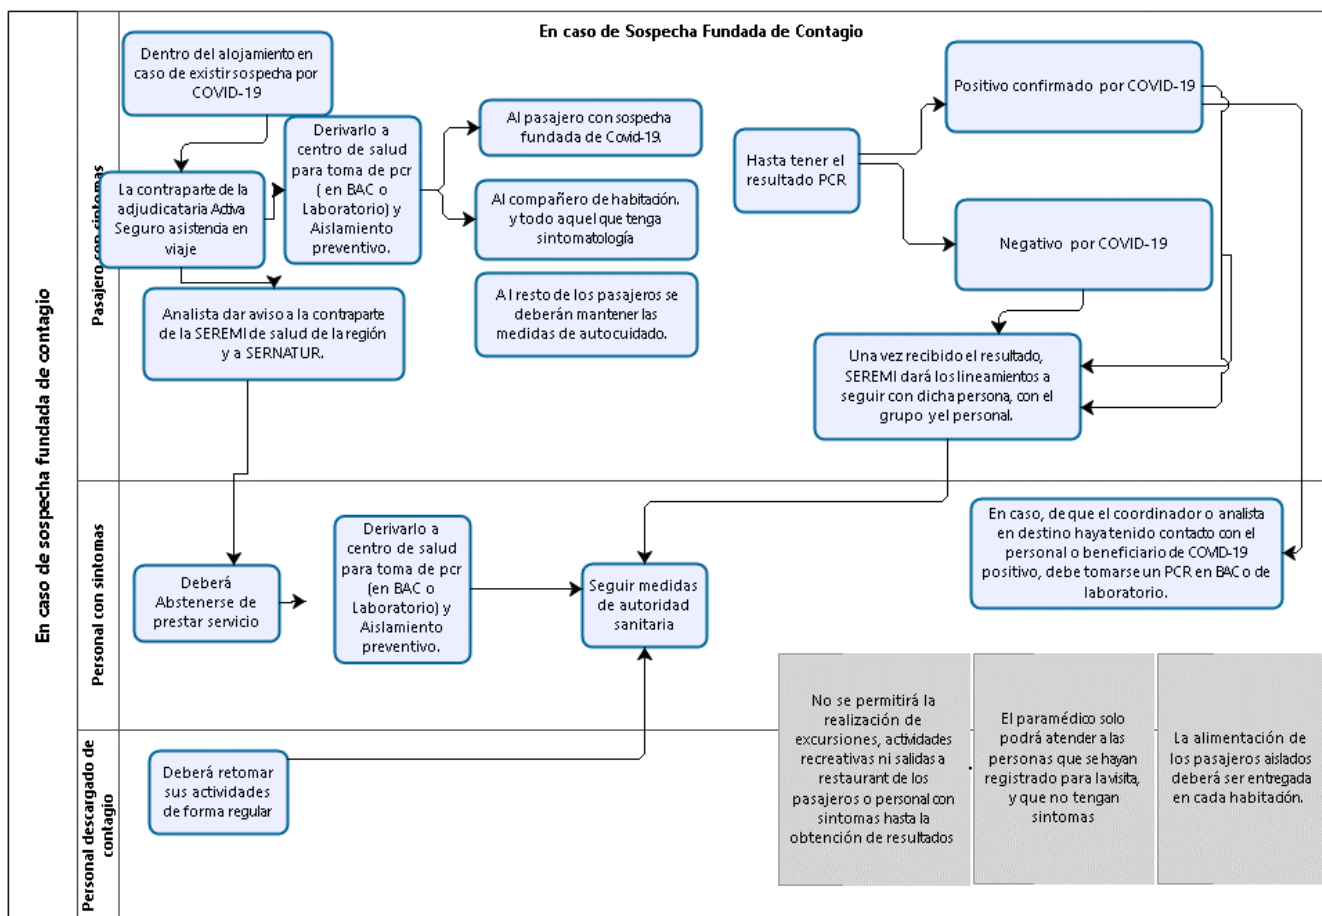 En caso de Sospecha Fundada de Contagio
En caso de sospecha fundada de contagio
Pasajero con síntomas
Dentro del alojamiento en
caso de existir sospecha por
COVID-19
La contraparte de la
adjudicataria Activa
Seguro asistencia en
viaje
Derivarlo a
centro de salud
para toma de pcr
( en BAC o
Laboratorio) y
Aislamiento
preventivo.
Al pasajero con sospecha
fundada de Covid-19.
Al compañero de habitación.
y todo aquel que tenga
sintomatología
Al resto de los pasajeros se
deberán mantener las
medidas de autocuidado.
Analista dar aviso a la contraparte
de la SEREMI de salud de la región
y a SERNATUR.
Hasta tener el
resultado PCR
Positivo confirmado por COVID-19
Negativo por COVID-19
Una vez recibido el resultado,
SEREMI dará los lineamientos a
seguir con dicha persona, con el
grupo y el personal.
Personal con sintomas
Deberá
Abstenerse de
prestar servicio
Derivarlo a
centro de salud
para toma de pcr
(en BAC o
Laboratorio) y
Aislamiento
preventivo.
Seguir medidas
de autoridad
sanitaria
En caso, de que el coordinador o analista
en destino haya tenido contacto con el
personal o beneficiario de COVID-19
positivo, debe tomarse un PCR en BAC o de
laboratorio.
Personal descargado de
contagio
Deberá retomar
sus actividades
de forma regular
No se permitirá la
realización de
excursiones, actividades
recreativas ni salidas a
restaurant de los
pasajeros o personal con
sintomas hasta la
obtención de resultados
.
El paramédico solo
podrá atender a las
personas que se hayan
registrado para la visita,
y que no tengan
sintomas
La alimentación de
los pasajeros aislados
deberá ser entregada
en cada habitación.